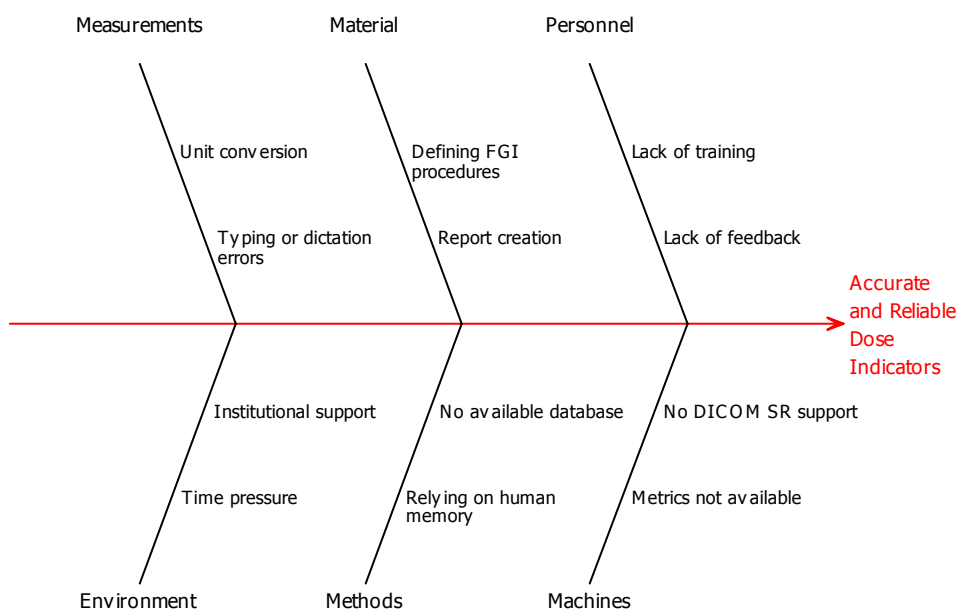 Measurements
Material
Personnel
Unit conversion
Defining FGI
procedures
Lack of training
Typing or dictation
errors
Report creation
Lack of feedback
Accurate
and Reliable
Dose
Indicators
Institutional support
No available database
No DICOM SR support
Time pressure
Relying on human
memory
Metrics not available
Environment
Methods
Machines